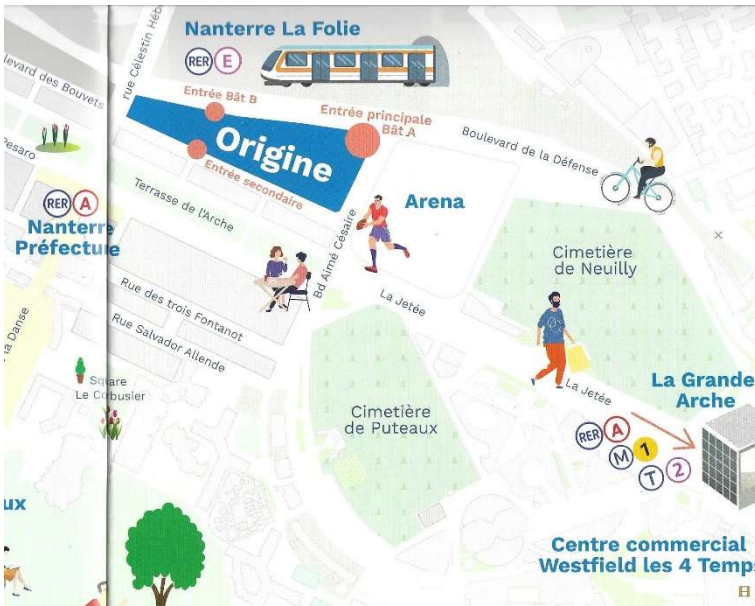 Nanterre La Folie
RER E
rue Célestin Héb
levard des Bouvets
Entrée Bât B
Entrée principale
Bât A
Origine
Boulevard de la Défense
Pesaro
Entrée secondaire
Terrasse de l'Arche
RER A
Nanterre
Préfecture
Arena
Bd Aimé Césaire
Cimetière
de Neuilly
La Jetée
Rue des trois Fontanot
Rue Salvador Allende
la Danse
Square
Le Corbusier
Cimetière
de Puteaux
La Jetée
La Grande
Arche
RER A
M 1
T 2
ux
Centre commercial
Westfield les 4 Temps